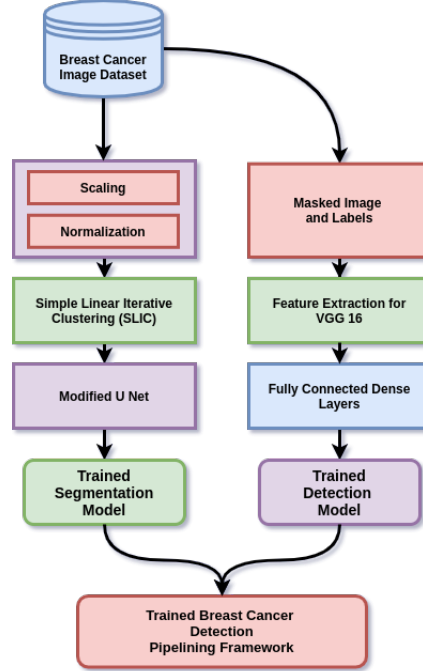 Breast Cancer
Image Dataset
Scaling
Normalization
Simple Linear Iterative
Clustering (SLIC)
Modified U Net
Trained
Segmentation
Model
Masked Image
and Labels
Feature Extraction for
VGG 16
Fully Connected Dense
Layers
Trained
Detection
Model
Trained Breast Cancer
Detection
Pipelining Framework